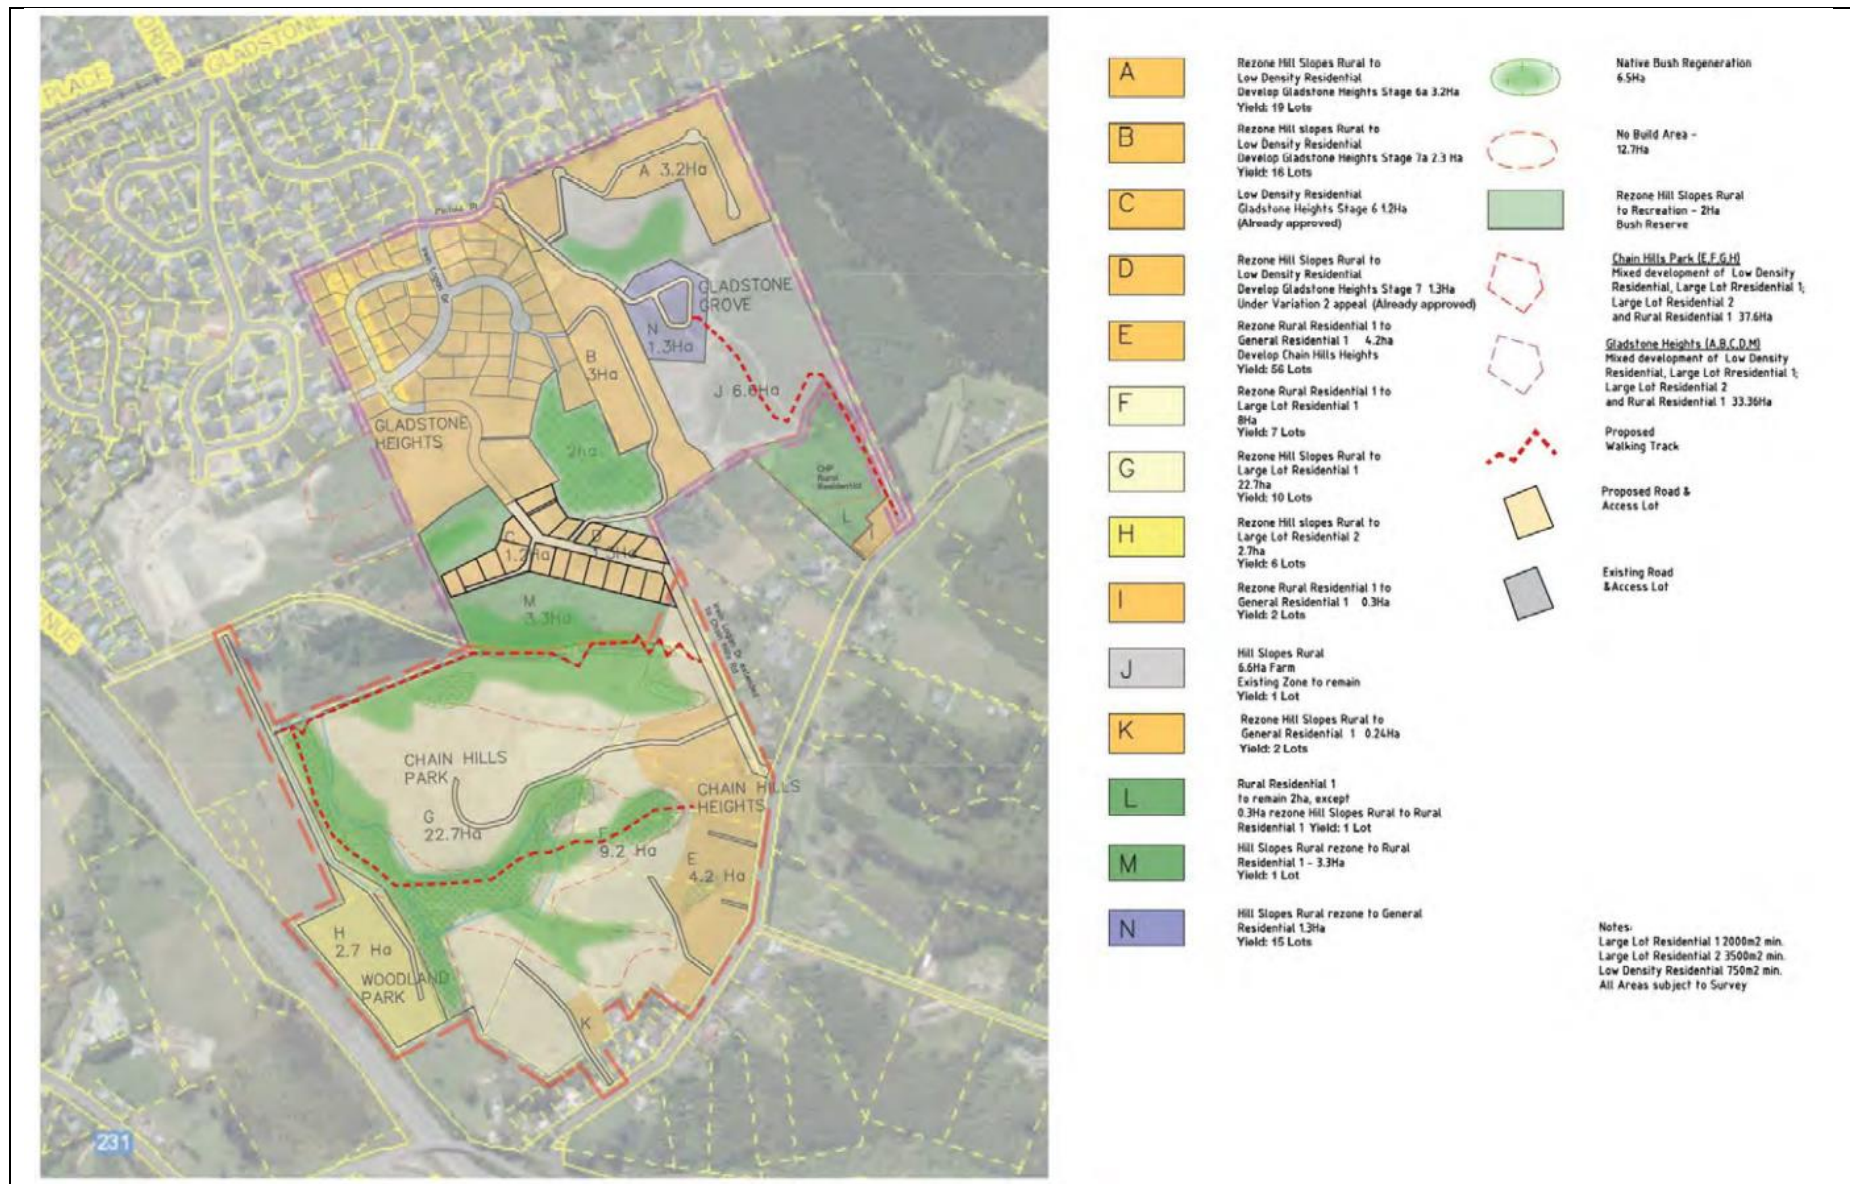 PLACE
DRIVE
GLADSTONE
A 3.2Ha
GLADSTONE
GROVE
N
1.3Ha
B
3Ha
J 6.6Ha
GLADSTONE
HEIGHTS
2ha
CHP
Rural
Residential
L
I
C
1.2Ha
1.3Ha
M
3.3Ha
NUE
CHAIN HILLS
PARK
G
22.7Ha
CHAIN HILLS
HEIGHTS
F
9.2 Ha
E
4.2 Ha
H
2.7 Ha
WOODLAND
PARK
K
231
A
Rezone Hill Slopes Rural to
Low Density Residential
Develop Gladstone Heights Stage 6a 3.2Ha
Yield: 19 Lots
B
Rezone Hill slopes Rural to
Low Density Residential
Develop Gladstone Heights Stage 7a 2.3 Ha
Yield: 16 Lots
C
Low Density Residential
Gladstone Heights Stage 6 1.2Ha
(Already approved)
D
Rezone Hill Slopes Rural to
Low Density Residential
Develop Gladstone Heights Stage 7 1.3Ha
Under Variation 2 appeal (Already approved)
E
Rezone Rural Residential 1 to
General Residential 1 4.2ha
Develop Chain Hills Heights
Yield: 56 Lots
F
Rezone Rural Residential 1 to
Large Lot Residential 1
8Ha
Yield: 7 Lots
G
Rezone Hill Slopes Rural to
Large Lot Residential 1
22.7ha
Yield: 10 Lots
H
Rezone Hill slopes Rural to
Large Lot Residential 2
2.7ha
Yield: 6 Lots
I
Rezone Rural Residential 1 to
General Residential 1 0.3Ha
Yield: 2 Lots
J
Hill Slopes Rural
6.6Ha Farm
Existing Zone to remain
Yield: 1 Lot
K
Rezone Hill Slopes Rural to
General Residential 1 0.24Ha
Yield: 2 Lots
L
Rural Residential 1
to remain 2ha, except
0.3Ha rezone Hill Slopes Rural to Rural
Residential 1 Yield: 1 Lot
M
Hill Slopes Rural rezone to Rural
Residential 1 - 3.3Ha
Yield: 1 Lot
N
Hill Slopes Rural rezone to General
Residential 1.3Ha
Yield: 15 Lots
Native Bush Regeneration
6.5Ha
No Build Area -
12.7Ha
Rezone Hill Slopes Rural
to Recreation - 2Ha
Bush Reserve
Chain Hills Park (E,F,G,H)
Mixed development of Low Density
Residential, Large Lot Rresidential 1;
Large Lot Residential 2
and Rural Residential 1 37.6Ha
Gladstone Heights (A,B,C,D,M)
Mixed development of Low Density
Residential, Large Lot Rresidential 1;
Large Lot Residential 2
and Rural Residential 1 33.36Ha
Proposed
Walking Track
Proposed Road &
Access Lot
Existing Road
&Access Lot
Notes:
Large Lot Residential 1 2000m2 min.
Large Lot Residential 2 3500m2 min.
Low Density Residential 750m2 min.
All Areas subject to Survey